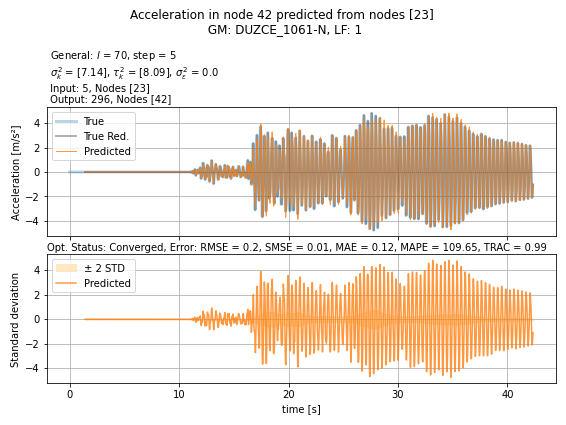 Acceleration in node 42 predicted from nodes [23]
GM: DUZCE_1061-N, LF: 1
General: l = 70, step = 5
σ²ₖ = [7.14], τ²ₖ = [8.09], σ²ε = 0.0
Input: 5, Nodes [23]
Output: 296, Nodes [42]
True
True Red.
Predicted
Acceleration [m/s²]
4
2
0
−2
−4
Opt. Status: Converged, Error: RMSE = 0.2, SMSE = 0.01, MAE = 0.12, MAPE = 109.65, TRAC = 0.99
± 2 STD
Predicted
Standard deviation
4
2
0
−2
−4
0 10 20 30 40
time [s]